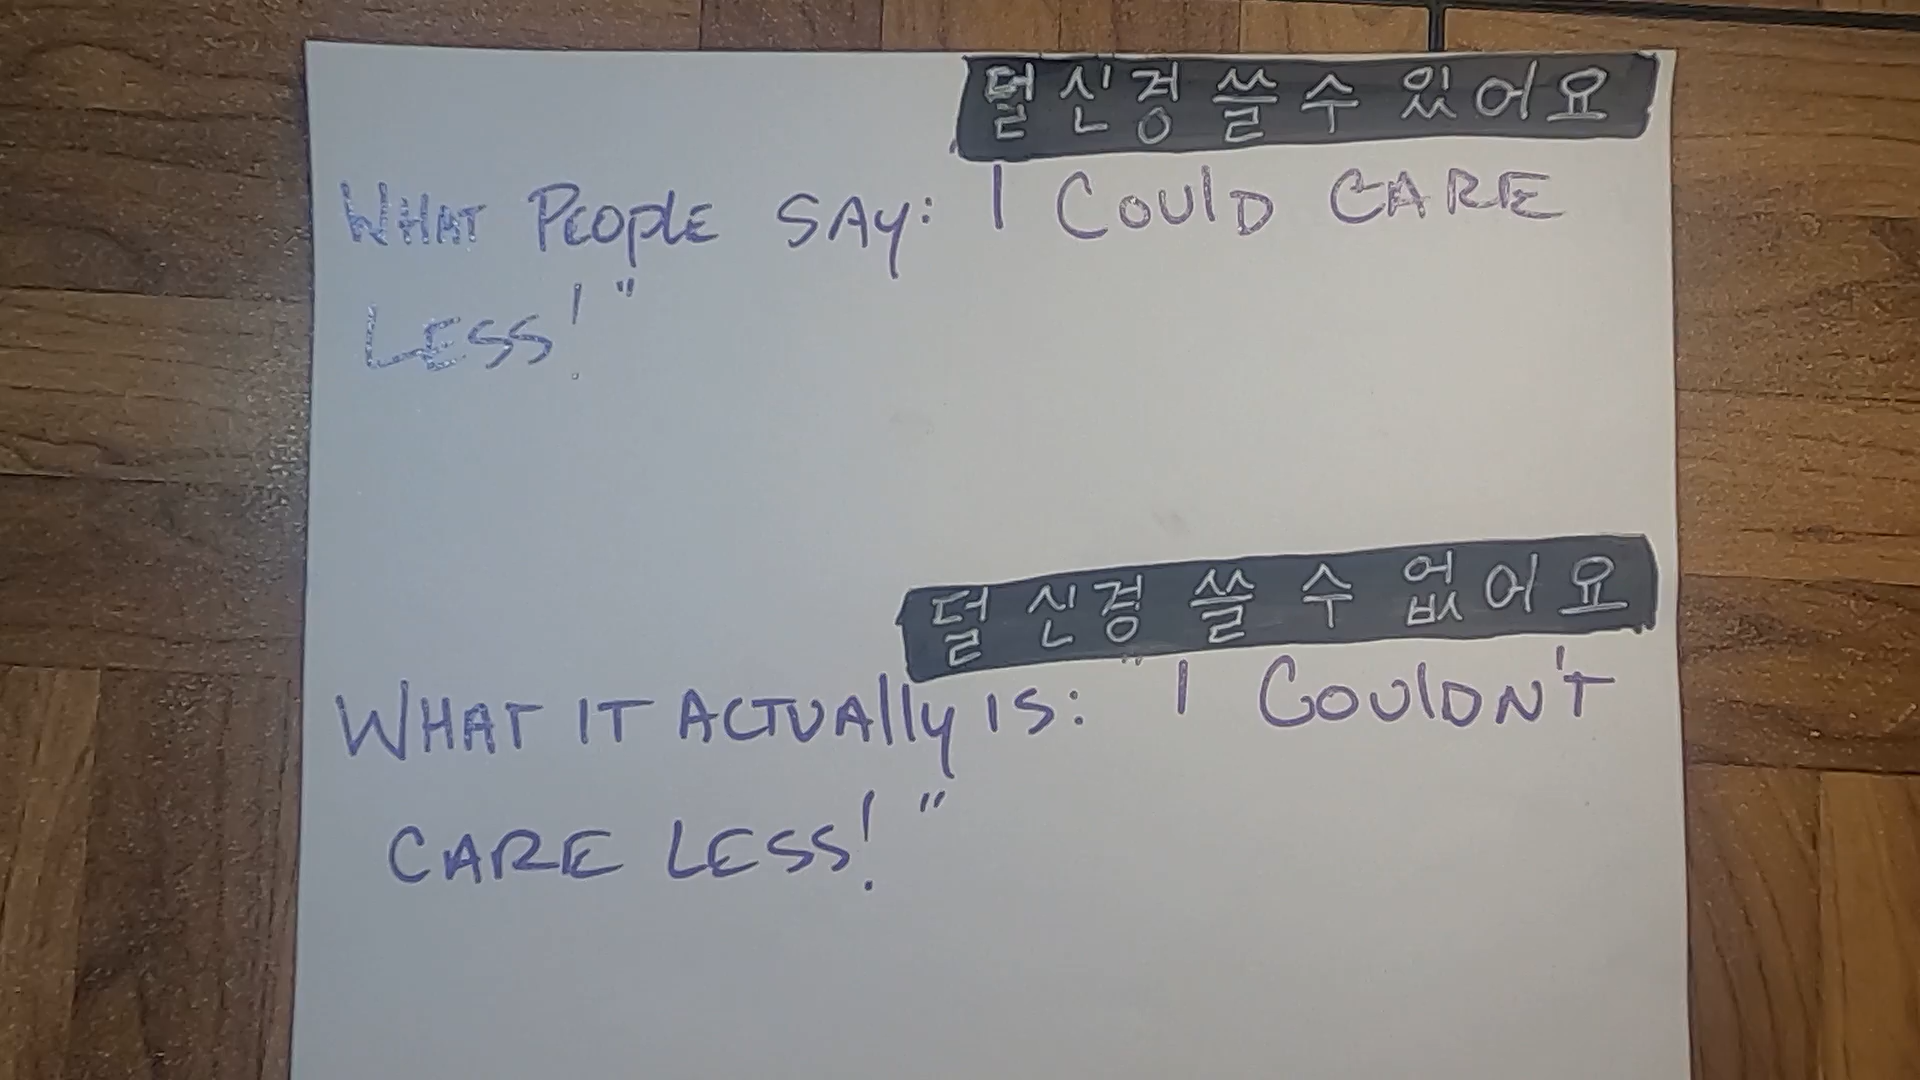 덜 신경 쓸 수 있어요
WHAT PEOPLE SAY: I COULD CARE
LESS!"
덜 신경 쓸 수 없어요
WHAT IT ACTUALLY IS: "I COULDN'T
CARE LESS!"